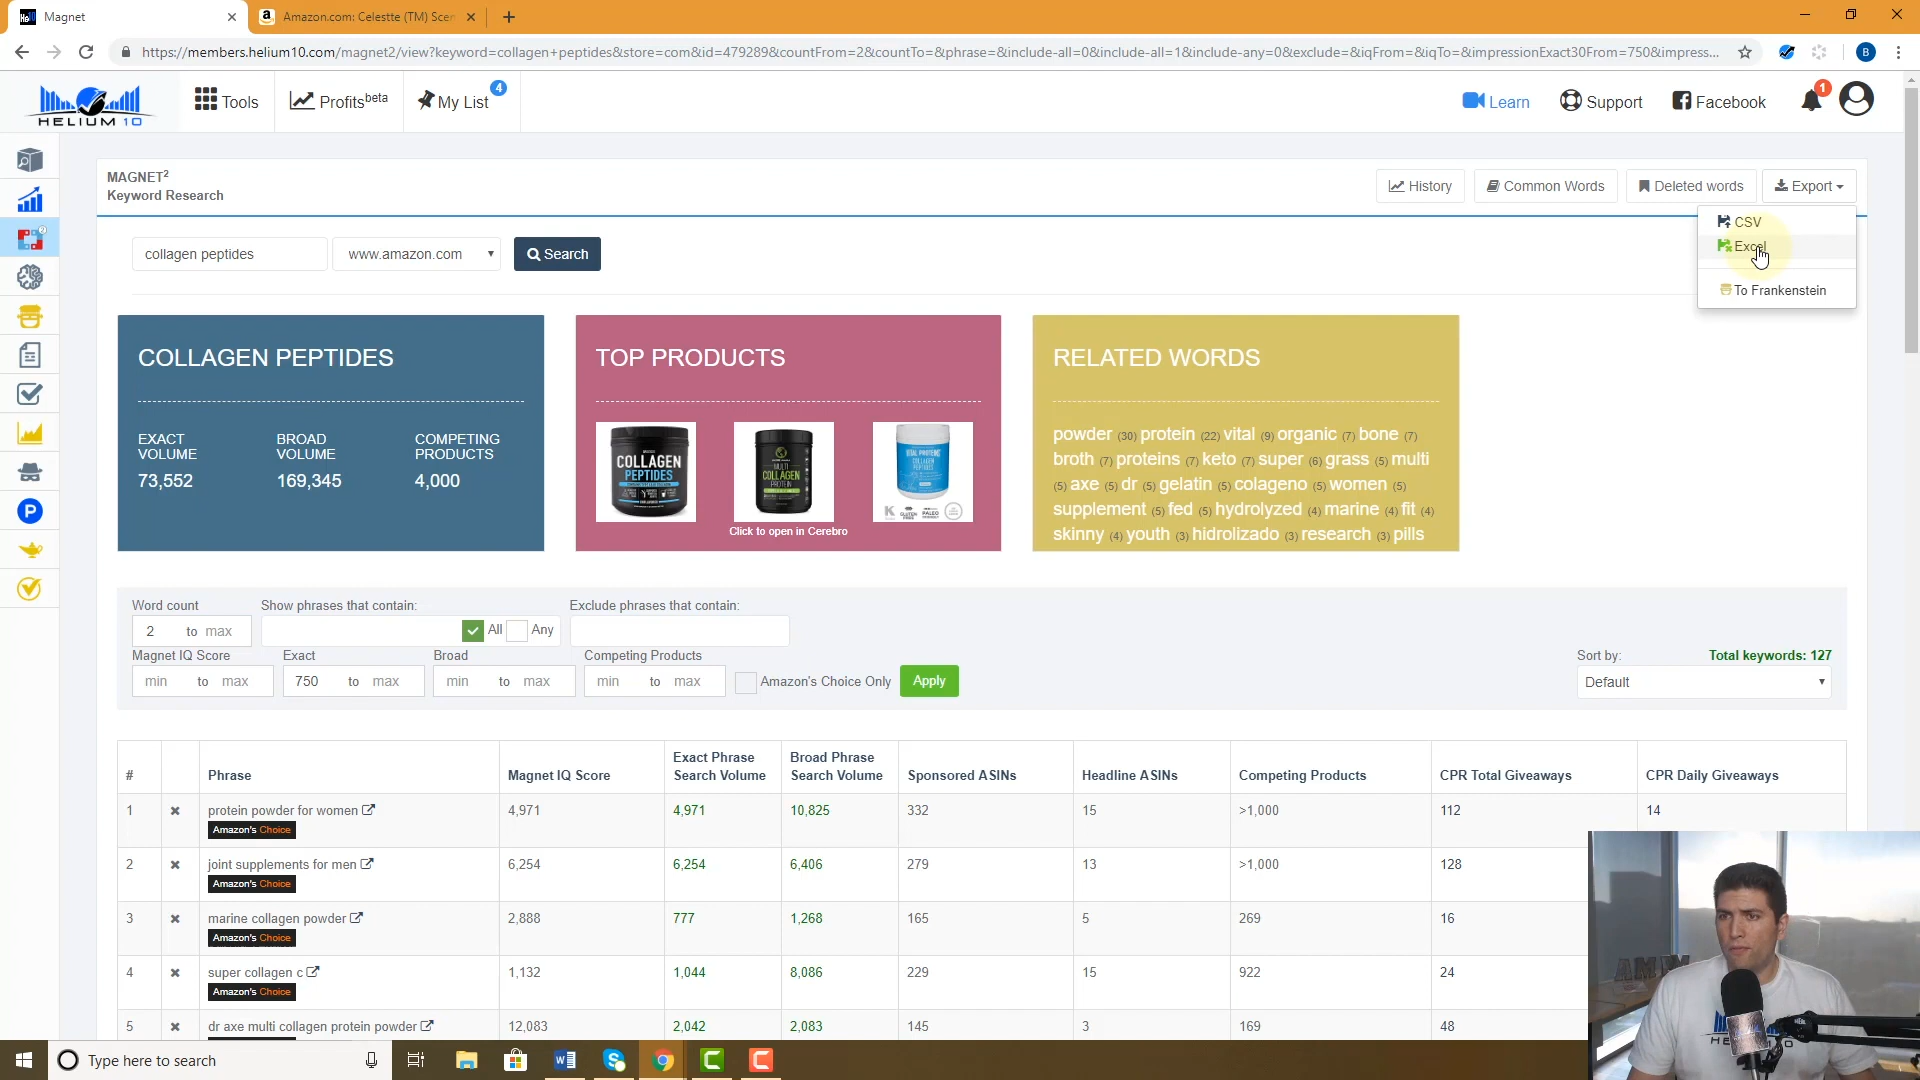 Magnet
Amazon.com: Celestte (TM) Scen
https://members.helium10.com/magnet2/view?keyword=collagen+peptides&store=com&id=479289&countFrom=2&countTo=&phrase=&include-all=0&include-all=1&include-any=0&exclude=&iqFrom=&iqTo=&impressionExact30From=750&impress...
B
HELIUM 10
Tools
Profits beta
My List
4
Learn
Support
Facebook
1
MAGNET2
Keyword Research
History
Common Words
Deleted words
Export
CSV
Excel
To Frankenstein
collagen peptides
www.amazon.com
Search
COLLAGEN PEPTIDES
EXACT VOLUME
73,552
BROAD VOLUME
169,345
COMPETING PRODUCTS
4,000
TOP PRODUCTS
COLLAGEN
PEPTIDES
MULTI
COLLAGEN
PROTEIN
VITAL PROTEINS
COLLAGEN
PEPTIDES
Click to open in Cerebro
RELATED WORDS
powder (30) protein (22) vital (9) organic (7) bone (7)
broth (7) proteins (7) keto (7) super (6) grass (5) multi
(5) axe (5) dr (5) gelatin (5) colageno (5) women (5)
supplement (5) fed (5) hydrolyzed (4) marine (4) fit (4)
skinny (4) youth (3) hidrolizado (3) research (3) pills
Word count
2 to max
Show phrases that contain:
All Any
Exclude phrases that contain:
Magnet IQ Score
min to max
Exact
750 to max
Broad
min to max
Competing Products
min to max
Amazon's Choice Only
Apply
Sort by:
Total keywords: 127
Default
# Phrase Magnet IQ Score Exact Phrase Search Volume Broad Phrase Search Volume Sponsored ASINs Headline ASINs Competing Products CPR Total Giveaways CPR Daily Giveaways
1 protein powder for women 4,971 4,971 10,825 332 15 >1,000 112 14
Amazon's Choice
2 joint supplements for men 6,254 6,254 6,406 279 13 >1,000 128
Amazon's Choice
3 marine collagen powder 2,888 777 1,268 165 5 269 16
Amazon's Choice
4 super collagen c 1,132 1,044 8,086 229 15 922 24
Amazon's Choice
5 dr axe multi collagen protein powder 12,083 2,042 2,083 145 3 169 48
Type here to search